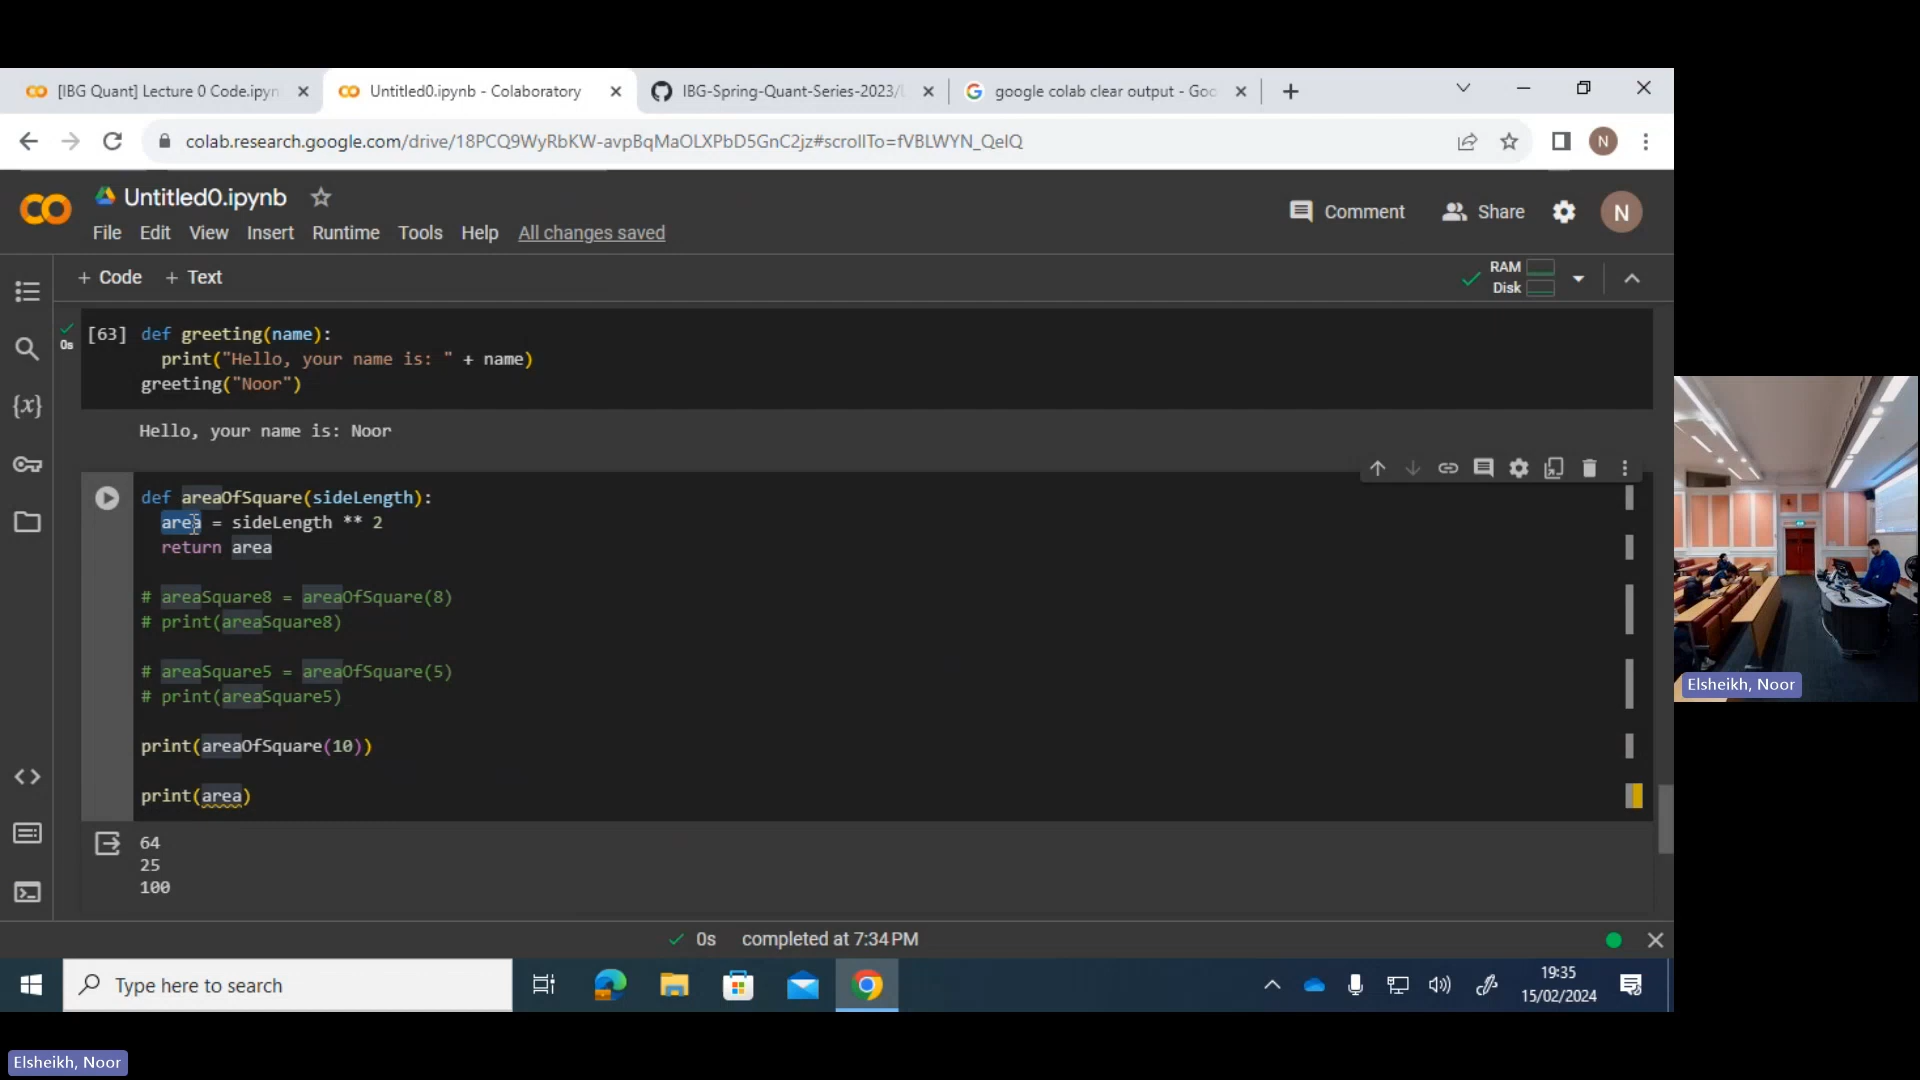 [IBG Quant] Lecture 0 Code.ipyn
Untitled0.ipynb - Colaboratory
IBG-Spring-Quant-Series-2023/
google colab clear output - Goo
colab.research.google.com/drive/18PCQ9WyRbKW-avpBqMaOLXPbD5GnC2jz#scrollTo=fVBLWYN_QelQ
N
Untitled0.ipynb
Comment
Share
N
File Edit View Insert Runtime Tools Help All changes saved
+ Code + Text
RAM
Disk
0s
[63] def greeting(name):
print("Hello, your name is: " + name)
greeting("Noor")
Hello, your name is: Noor
def areaOfSquare(sideLength):
area = sideLength ** 2
return area
# areaSquare8 = areaOfSquare(8)
# print(areaSquare8)
# areaSquare5 = areaOfSquare(5)
# print(areaSquare5)
print(areaOfSquare(10))
print(area)
64
25
100
0s completed at 7:34 PM
Type here to search
19:35
15/02/2024
Elsheikh, Noor
Elsheikh, Noor